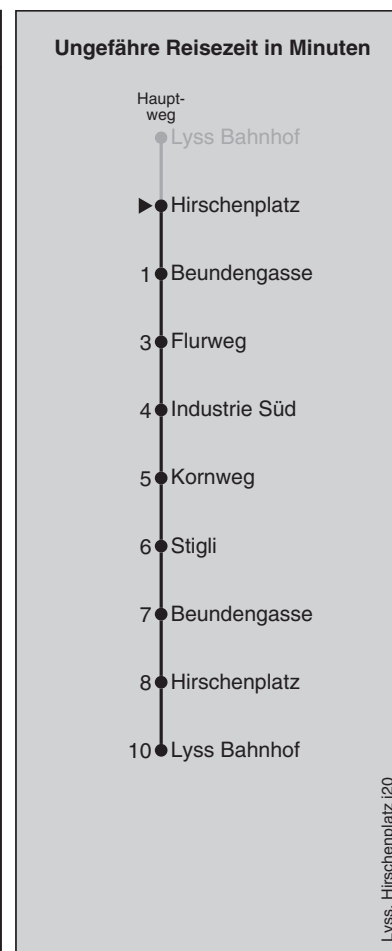 Ungefähre Reisezeit in Minuten
Haupt-
weg
Lyss Bahnhof
Hirschenplatz
1 Beundengasse
3 Flurweg
4 Industrie Süd
5 Kornweg
6 Stigli
7 Beundengasse
8 Hirschenplatz
10 Lyss Bahnhof
Lyss, Hirschenplatz j20